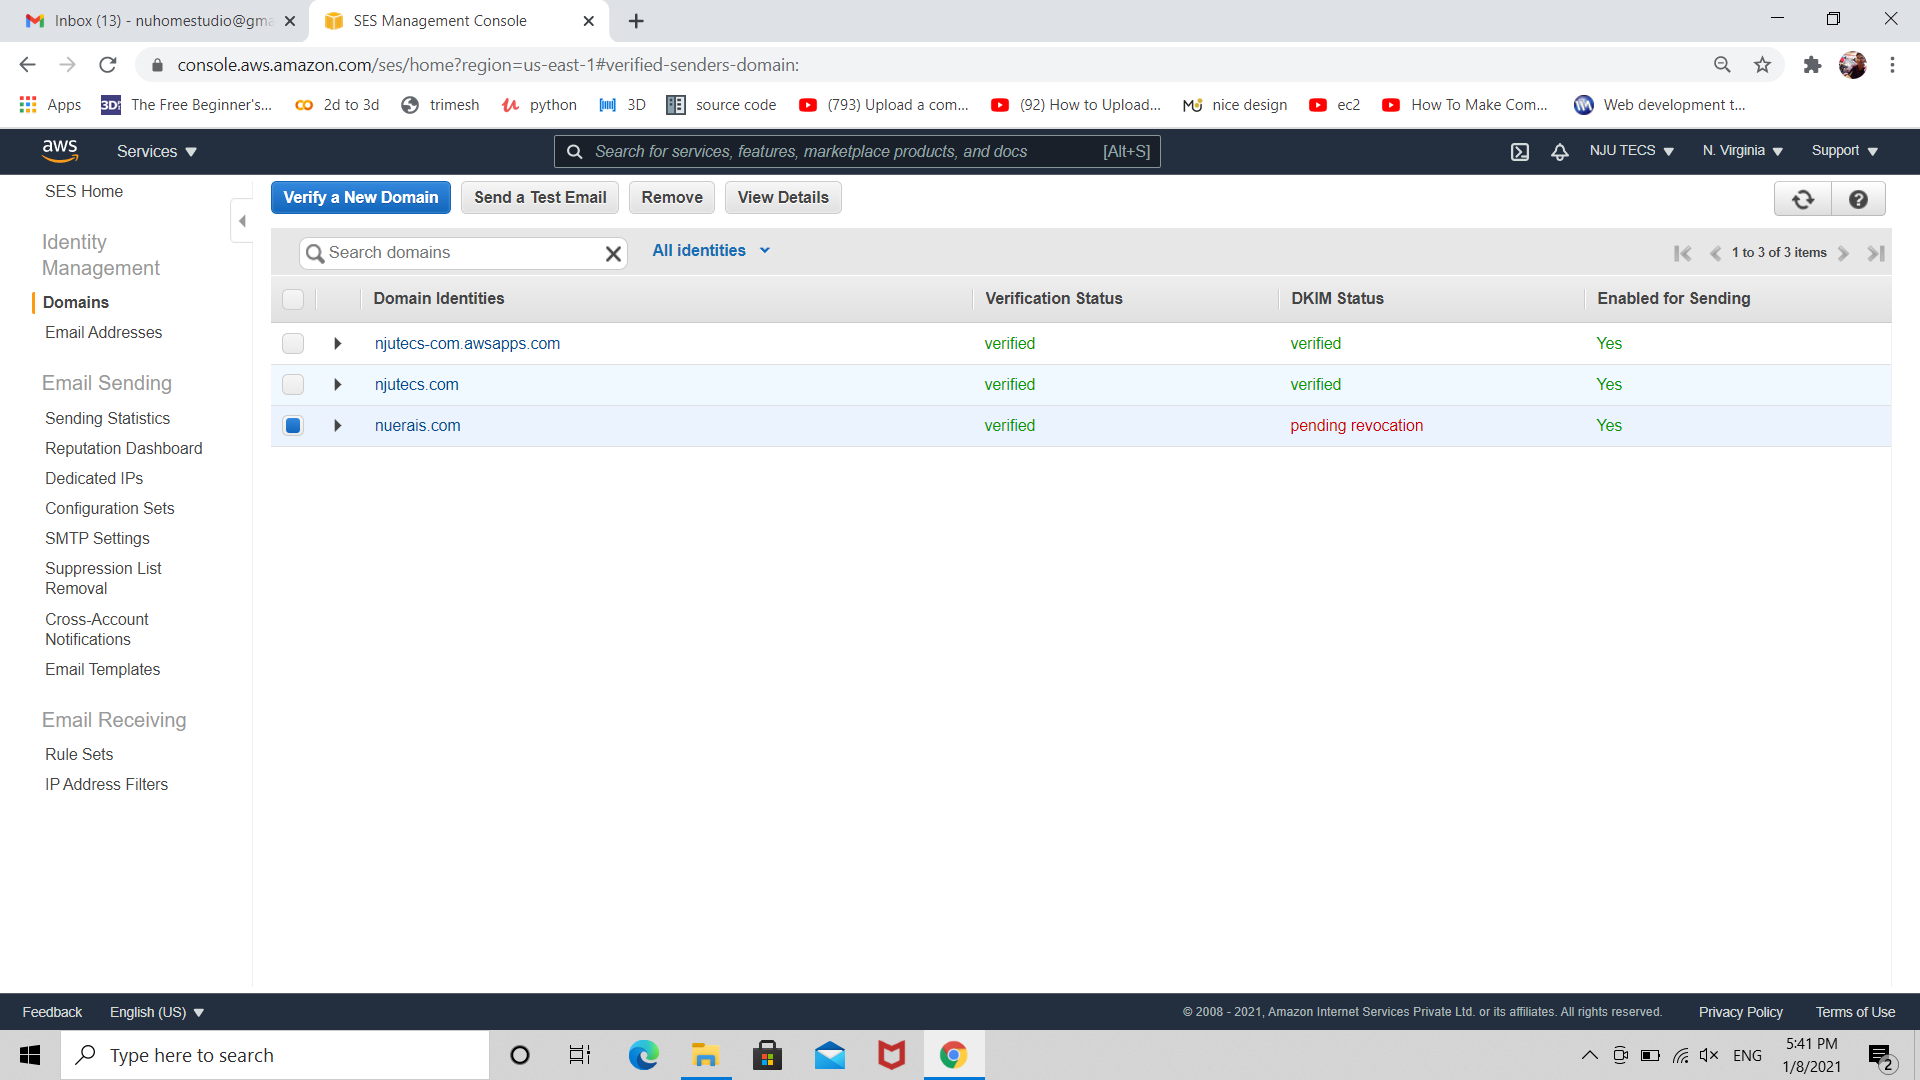 Inbox (13) - nuhomestudio@gma
SES Management Console
console.aws.amazon.com/ses/home?region=us-east-1#verified-senders-domain:
Apps
3D!
The Free Beginner's...
2d to 3d
trimesh
python
3D
source code
(793) Upload a com...
(92) How to Upload...
nice design
ec2
How To Make Com...
Web development t...
aws
Services
Search for services, features, marketplace products, and docs
[Alt+S]
NJU TECS
N. Virginia
Support
SES Home
Identity
Management
Domains
Email Addresses
Email Sending
Sending Statistics
Reputation Dashboard
Dedicated IPs
Configuration Sets
SMTP Settings
Suppression List
Removal
Cross-Account
Notifications
Email Templates
Email Receiving
Rule Sets
IP Address Filters
Verify a New Domain
Send a Test Email
Remove
View Details
Search domains
All identities
1 to 3 of 3 items
Domain Identities
Verification Status
DKIM Status
Enabled for Sending
njutecs-com.awsapps.com
verified
verified
Yes
njutecs.com
verified
verified
Yes
nuerais.com
verified
pending revocation
Yes
Feedback
English (US)
© 2008 - 2021, Amazon Internet Services Private Ltd. or its affiliates. All rights reserved.
Privacy Policy
Terms of Use
Type here to search
ENG
5:41 PM
1/8/2021
2